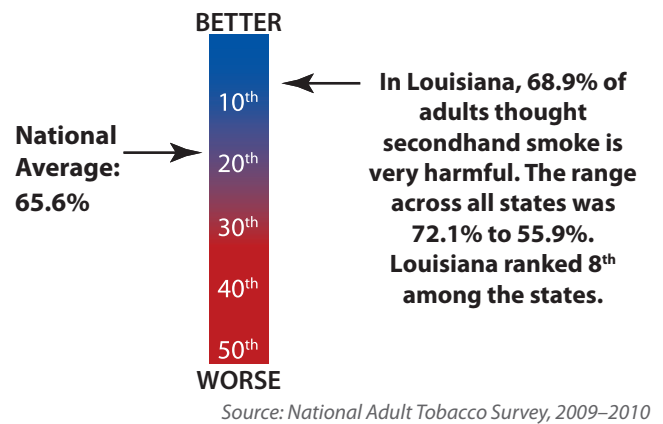 BETTER
10th
20th
30th
40th
50th
WORSE
National
Average:
65.6%
In Louisiana, 68.9% of
adults thought
secondhand smoke is
very harmful. The range
across all states was
72.1% to 55.9%.
Louisiana ranked 8th
among the states.
Source: National Adult Tobacco Survey, 2009–2010